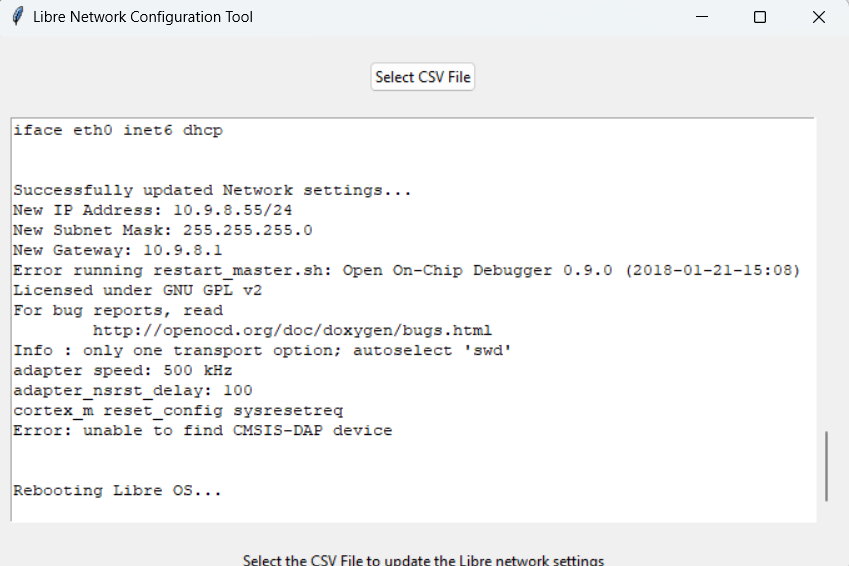 Libre Network Configuration Tool
Select CSV File
iface eth0 inet6 dhcp
Successfully updated Network settings...
New IP Address: 10.9.8.55/24
New Subnet Mask: 255.255.255.0
New Gateway: 10.9.8.1
Error running restart_master.sh: Open On-Chip Debugger 0.9.0 (2018-01-21-15:08)
Licensed under GNU GPL v2
For bug reports, read
http://openocd.org/doc/doxygen/bugs.html
Info : only one transport option; autoselect 'swd'
adapter speed: 500 kHz
adapter_nsrst_delay: 100
cortex_m reset_config sysresetreq
Error: unable to find CMSIS-DAP device
Rebooting Libre OS...
Select the CSV File to update the Libre network settings